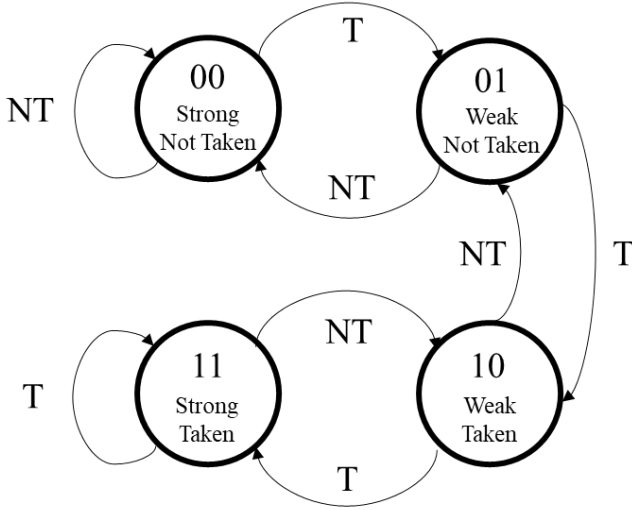 T
00
Strong
Not Taken
01
Weak
Not Taken
NT
NT
NT
T
NT
11
Strong
Taken
10
Weak
Taken
T
T